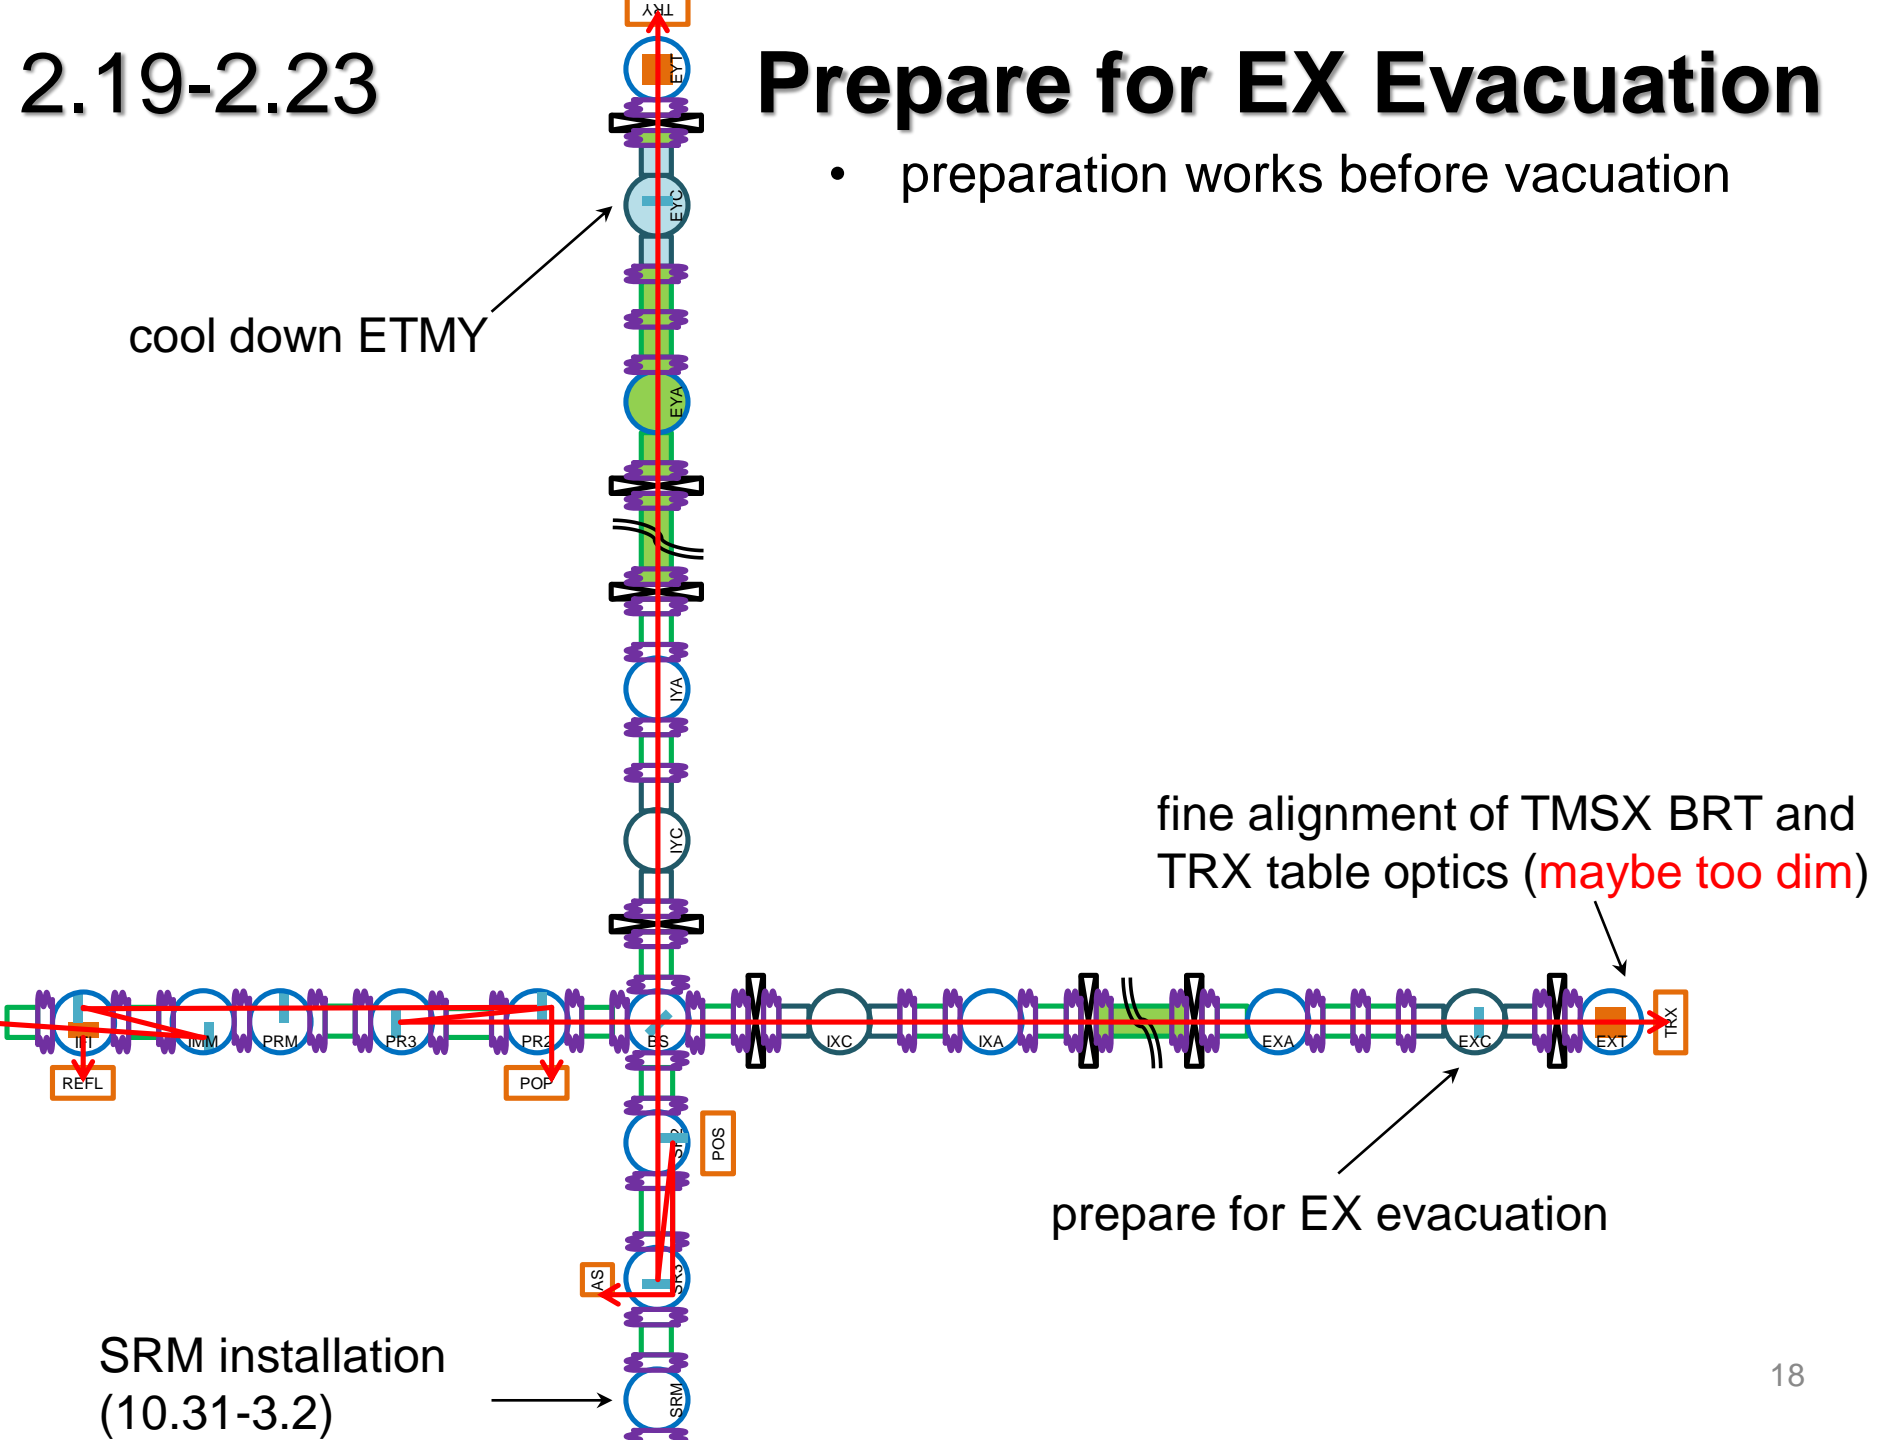 2.19-2.23
Prepare for EX Evacuation
• preparation works before vacuation
TRY
EYT
EYC
cool down ETMY
EYA
IYA
IYC
fine alignment of TMSX BRT and
TRX table optics (maybe too dim)
IFI
IMM
PRM
PR3
PR2
BS
IXC
IXA
EXA
EXC
EXT
TRX
REFL
POP
SR2
POS
prepare for EX evacuation
AS
SR3
SRM installation
(10.31-3.2)
SRM
18